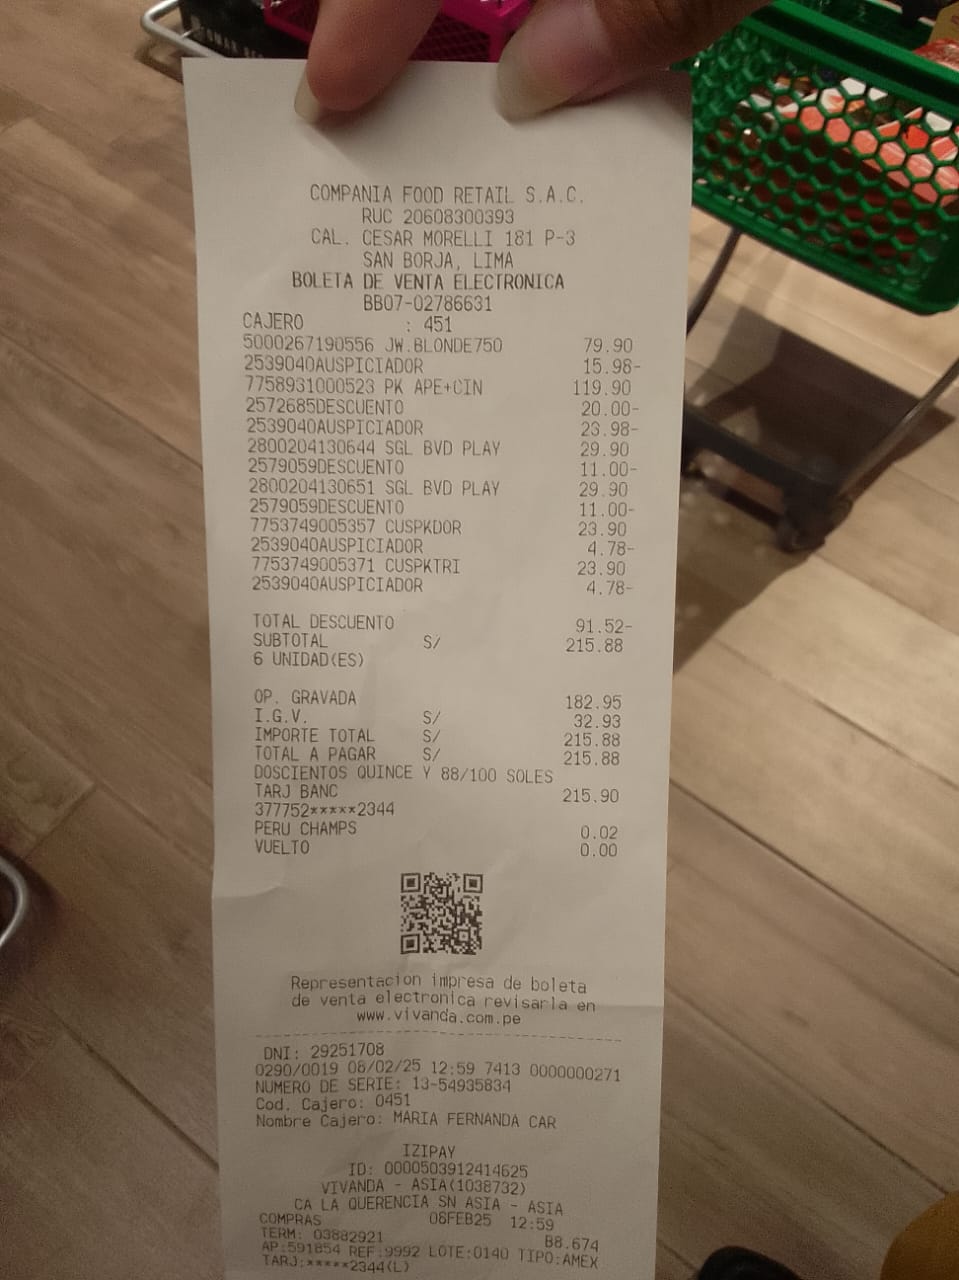 COMPANIA FOOD RETAIL S.A.C.
RUC 20608300393
CAL. CESAR MORELLI 181 P-3
SAN BORJA, LIMA
BOLETA DE VENTA ELECTRONICA
BB07-02786631
CAJERO : 451
5000267190556 JW.BLONDE750 79.90
2539040AUSPICIADOR 15.98-
7758931000523 PK APE+CIN 119.90
2572685DESCUENTO 20.00-
2539040AUSPICIADOR 23.98-
2800204130644 SGL BVD PLAY 29.90
2579059DESCUENTO 11.00-
2800204130651 SGL BVD PLAY 29.90
2579059DESCUENTO 11.00-
7753749005357 CUSPKDOR 23.90
2539040AUSPICIADOR 4.78-
7753749005371 CUSPKTRI 23.90
2539040AUSPICIADOR 4.78-
TOTAL DESCUENTO 91.52-
SUBTOTAL S/ 215.88
6 UNIDAD(ES)
OP. GRAVADA 182.95
I.G.V. S/ 32.93
IMPORTE TOTAL S/ 215.88
TOTAL A PAGAR S/ 215.88
DOSCIENTOS QUINCE Y 88/100 SOLES
TARJ BANC 215.90
377752*****2344
PERU CHAMPS 0.02
VUELTO 0.00
Representacion impresa de boleta
de venta electronica revisarla en
www.vivanda.com.pe
DNI: 29251708
0290/0019 08/02/25 12:59 7413 0000000271
NUMERO DE SERIE: 13-54935834
Cod. Cajero: 0451
Nombre Cajero: MARIA FERNANDA CAR
IZIPAY
ID: 0000503912414625
VIVANDA - ASIA(1038732)
CA LA QUERENCIA SN ASIA - ASIA
COMPRAS 08FEB25 12:59
TERM: 03882921 B8.674
AP:591854 REF:9992 LOTE:0140 TIPO:AMEX
TARJ:*****2344(L)